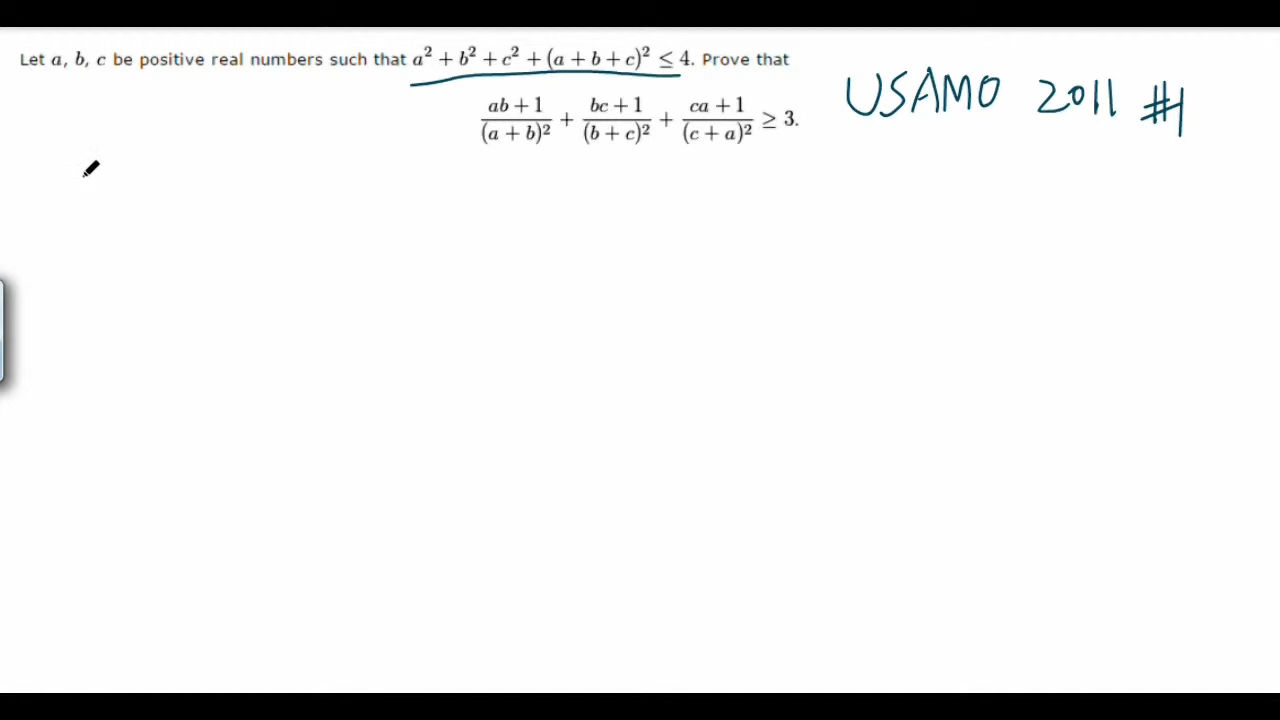 Let a, b, c be positive real numbers such that a² + b² + c² + (a + b + c)² ≤ 4. Prove that
(ab + 1)/(a + b)² + (bc + 1)/(b + c)² + (ca + 1)/(c + a)² ≥ 3.
USAMO 2011 #1